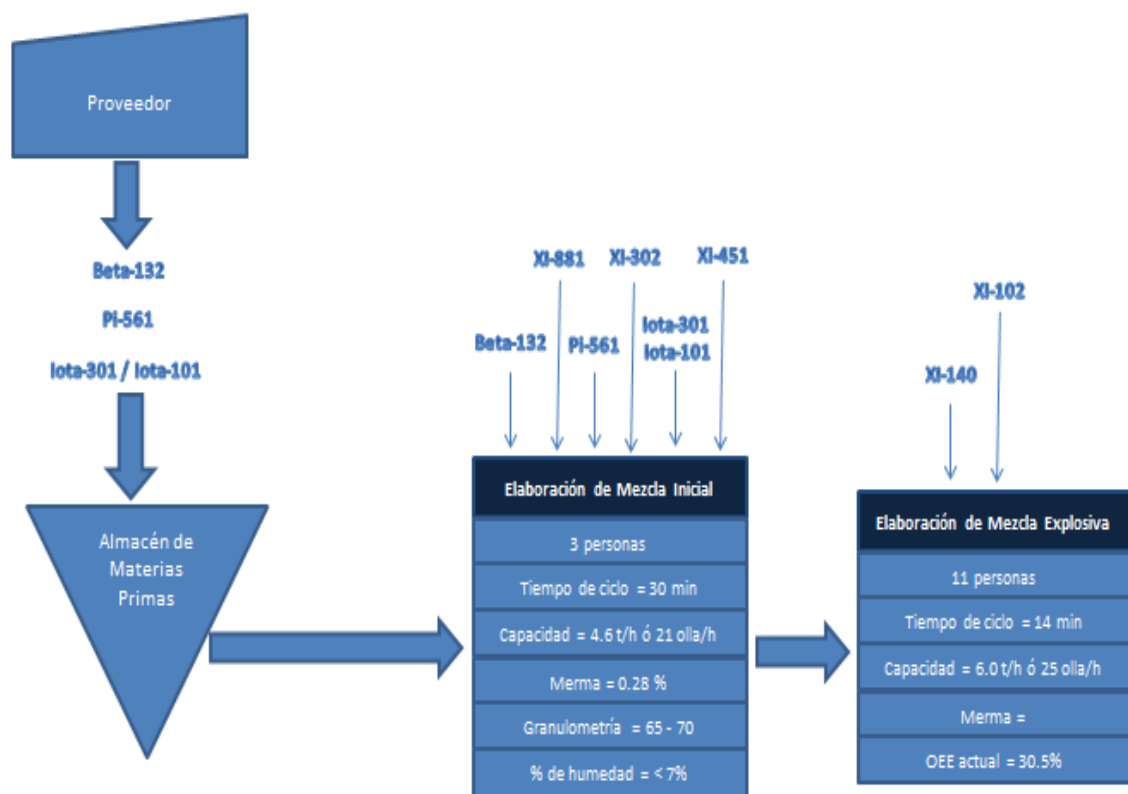 Proveedor
Beta-132
Pi-561
Iota-301 / Iota-101
Almacén de
Materias
Primas
XI-881
XI-302
XI-451
Beta-132
Pi-561
Iota-301
Iota-101
Elaboración de Mezcla Inicial
3 personas
Tiempo de ciclo = 30 min
Capacidad = 4.6 t/h ó 21 olla/h
Merma = 0.28 %
Granulometría = 65 - 70
% de humedad = < 7%
XI-102
XI-140
Elaboración de Mezcla Explosiva
11 personas
Tiempo de ciclo = 14 min
Capacidad = 6.0 t/h ó 25 olla/h
Merma =
OEE actual = 30.5%